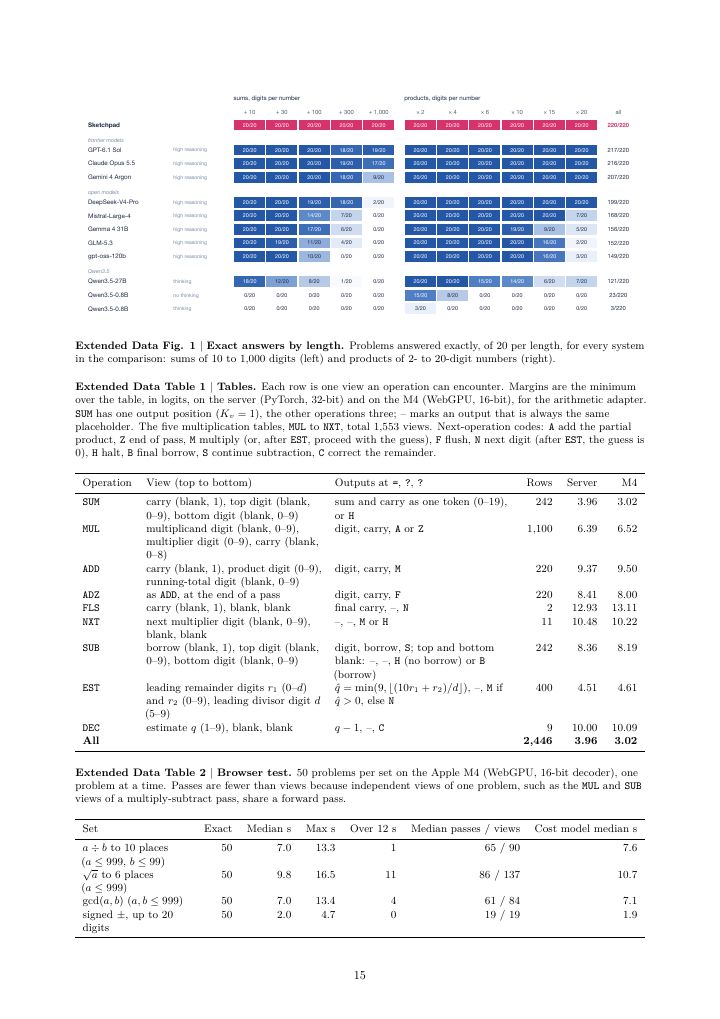 sums, digits per number products, digits per number
+ 10 + 30 + 100 + 300 + 1,000 × 2 × 4 × 6 × 10 × 15 × 20 all
Sketchpad 20/20 20/20 20/20 20/20 20/20 20/20 20/20 20/20 20/20 20/20 20/20 220/220
frontier models
GPT-6.1 Sol high reasoning 20/20 20/20 20/20 18/20 19/20 20/20 20/20 20/20 20/20 20/20 20/20 217/220
Claude Opus 5.5 high reasoning 20/20 20/20 20/20 19/20 17/20 20/20 20/20 20/20 20/20 20/20 20/20 216/220
Gemini 4 Argon high reasoning 20/20 20/20 20/20 18/20 9/20 20/20 20/20 20/20 20/20 20/20 20/20 207/220
open models
DeepSeek-V4-Pro high reasoning 20/20 20/20 19/20 18/20 2/20 20/20 20/20 20/20 20/20 20/20 20/20 199/220
Mistral-Large-4 high reasoning 20/20 20/20 14/20 7/20 0/20 20/20 20/20 20/20 20/20 20/20 7/20 168/220
Gemma 4 31B high reasoning 20/20 20/20 17/20 6/20 0/20 20/20 20/20 20/20 19/20 9/20 5/20 156/220
GLM-5.3 high reasoning 20/20 19/20 11/20 4/20 0/20 20/20 20/20 20/20 20/20 16/20 2/20 152/220
gpt-oss-120b high reasoning 20/20 20/20 10/20 0/20 0/20 20/20 20/20 20/20 20/20 16/20 3/20 149/220
Qwen3.5
Qwen3.5-27B thinking 18/20 12/20 8/20 1/20 0/20 20/20 20/20 15/20 14/20 6/20 7/20 121/220
Qwen3.5-0.8B no thinking 0/20 0/20 0/20 0/20 0/20 15/20 8/20 0/20 0/20 0/20 0/20 23/220
Qwen3.5-0.8B thinking 0/20 0/20 0/20 0/20 0/20 3/20 0/20 0/20 0/20 0/20 0/20 3/220
Extended Data Fig. 1 | Exact answers by length. Problems answered exactly, of 20 per length, for every system
in the comparison: sums of 10 to 1,000 digits (left) and products of 2- to 20-digit numbers (right).
Extended Data Table 1 | Tables. Each row is one view an operation can encounter. Margins are the minimum
over the table, in logits, on the server (PyTorch, 32-bit) and on the M4 (WebGPU, 16-bit), for the arithmetic adapter.
SUM has one output position (Kᵥ = 1), the other operations three; – marks an output that is always the same
placeholder. The five multiplication tables, MUL to NXT, total 1,553 views. Next-operation codes: A add the partial
product, Z end of pass, M multiply (or, after EST, proceed with the guess), F flush, N next digit (after EST, the guess is
0), H halt, B final borrow, S continue subtraction, C correct the remainder.
Operation View (top to bottom) Outputs at =, ?, ? Rows Server M4
SUM carry (blank, 1), top digit (blank, sum and carry as one token (0–19), 242 3.96 3.02
0–9), bottom digit (blank, 0–9) or H
MUL multiplicand digit (blank, 0–9), digit, carry, A or Z 1,100 6.39 6.52
multiplier digit (0–9), carry (blank,
0–8)
ADD carry (blank, 1), product digit (0–9), digit, carry, M 220 9.37 9.50
running-total digit (blank, 0–9)
ADZ as ADD, at the end of a pass digit, carry, F 220 8.41 8.00
FLS carry (blank, 1), blank, blank final carry, –, N 2 12.93 13.11
NXT next multiplier digit (blank, 0–9), –, –, M or H 11 10.48 10.22
blank, blank
SUB borrow (blank, 1), top digit (blank, digit, borrow, S; top and bottom 242 8.36 8.19
0–9), bottom digit (blank, 0–9) blank: –, –, H (no borrow) or B
(borrow)
EST leading remainder digits r₁ (0–d) q̂ = min(9, ⌊(10r₁ + r₂)/d⌋), –, M if 400 4.51 4.61
and r₂ (0–9), leading divisor digit d q̂ > 0, else N
(5–9)
DEC estimate q (1–9), blank, blank q − 1, –, C 9 10.00 10.09
All 2,446 3.96 3.02
Extended Data Table 2 | Browser test. 50 problems per set on the Apple M4 (WebGPU, 16-bit decoder), one
problem at a time. Passes are fewer than views because independent views of one problem, such as the MUL and SUB
views of a multiply-subtract pass, share a forward pass.
Set Exact Median s Max s Over 12 s Median passes / views Cost model median s
a ÷ b to 10 places 50 7.0 13.3 1 65 / 90 7.6
(a ≤ 999, b ≤ 99)
√a to 6 places 50 9.8 16.5 11 86 / 137 10.7
(a ≤ 999)
gcd(a, b) (a, b ≤ 999) 50 7.0 13.4 4 61 / 84 7.1
signed ±, up to 20 50 2.0 4.7 0 19 / 19 1.9
digits
15